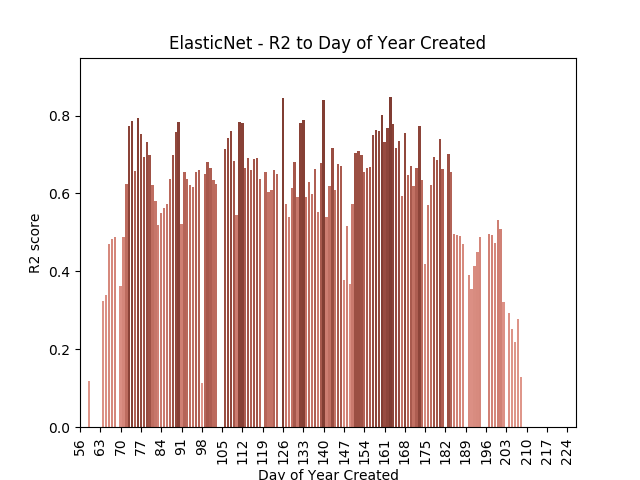 ElasticNet - R2 to Day of Year Created
R2 score
0.8
0.6
0.4
0.2
0.0
56 63 70 77 84 91 98 105 112 119 126 133 140 147 154 161 168 175 182 189 196 203 210 217 224
Day of Year Created